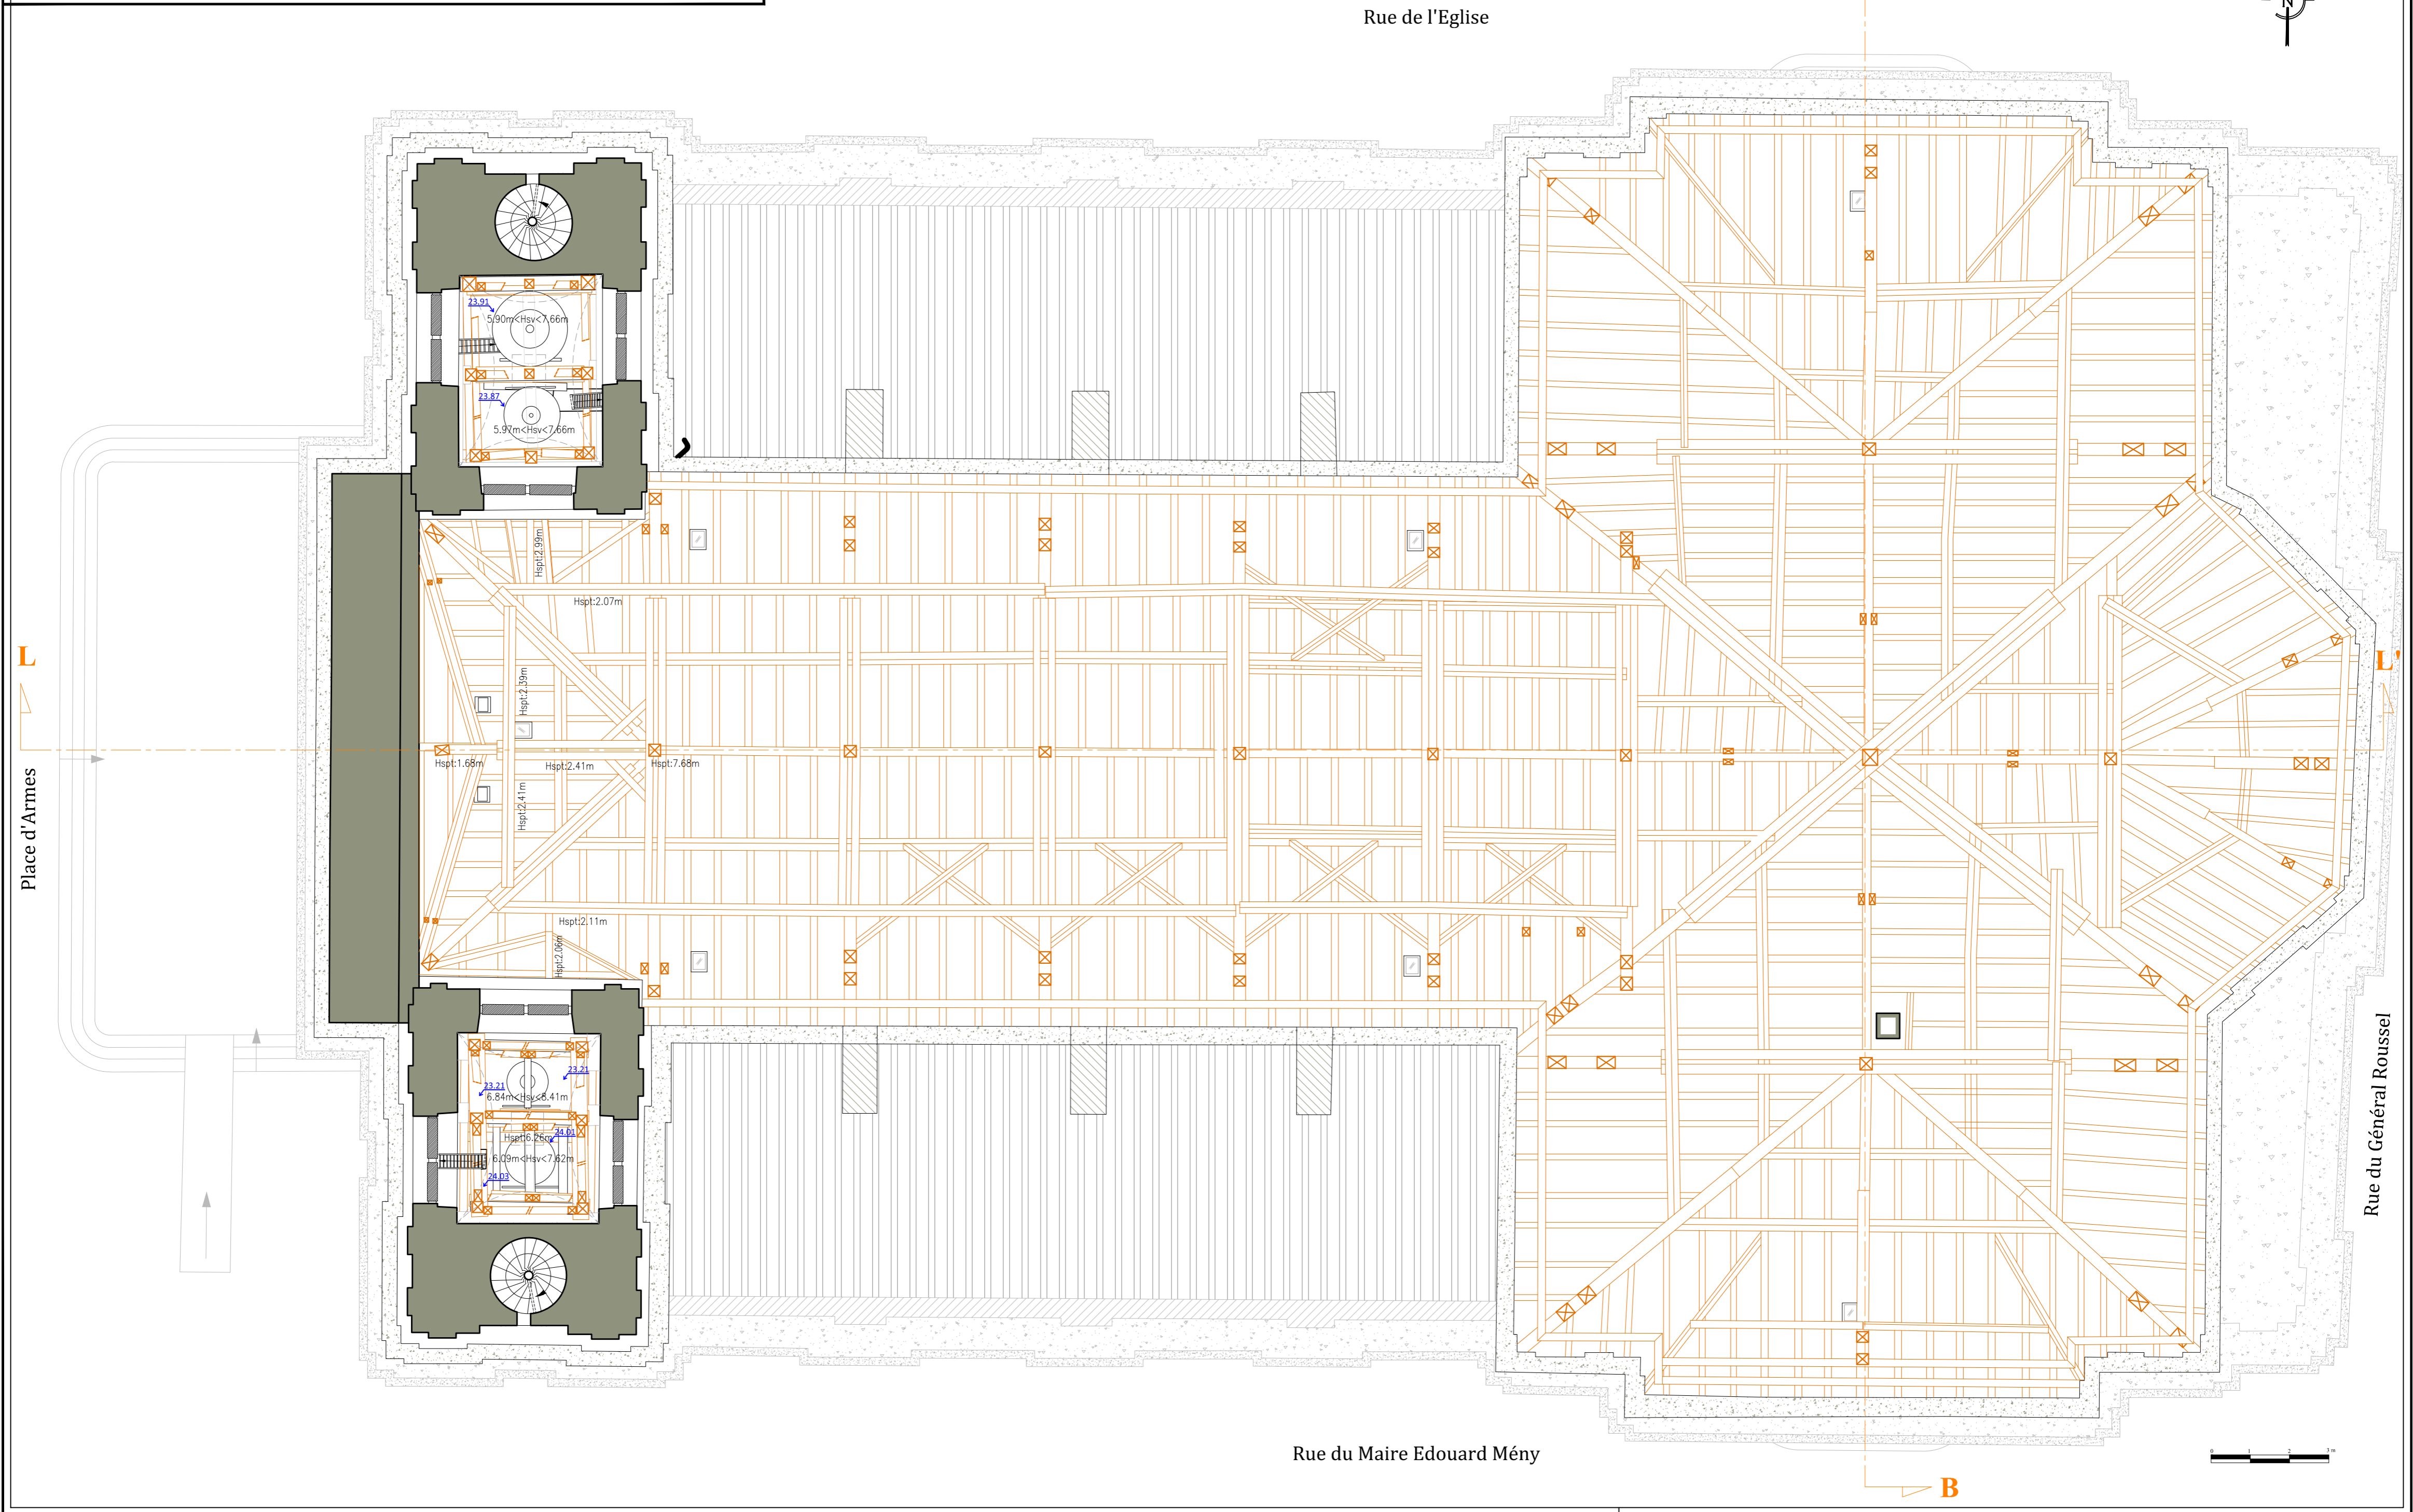 Rue de l'Eglise
N
23.91
5.90m<Hsv<7.66m
23.87
5.97m<Hsv<7.66m
Hspt:2.99m
Hspt:2.07m
L
L'
Hspt:2.39m
Hspt:1.68m
Hspt:2.41m
Hspt:7.68m
Hspt:2.41m
Place d'Armes
Hspt:2.11m
Hspt:2.06m
23.21
23.21
6.84m<Hsv<8.41m
24.01
Hspt:6.26m
6.09m<Hsv<7.62m
24.03
Rue du Général Roussel
Rue du Maire Edouard Mény
0 1 2 3 m
B